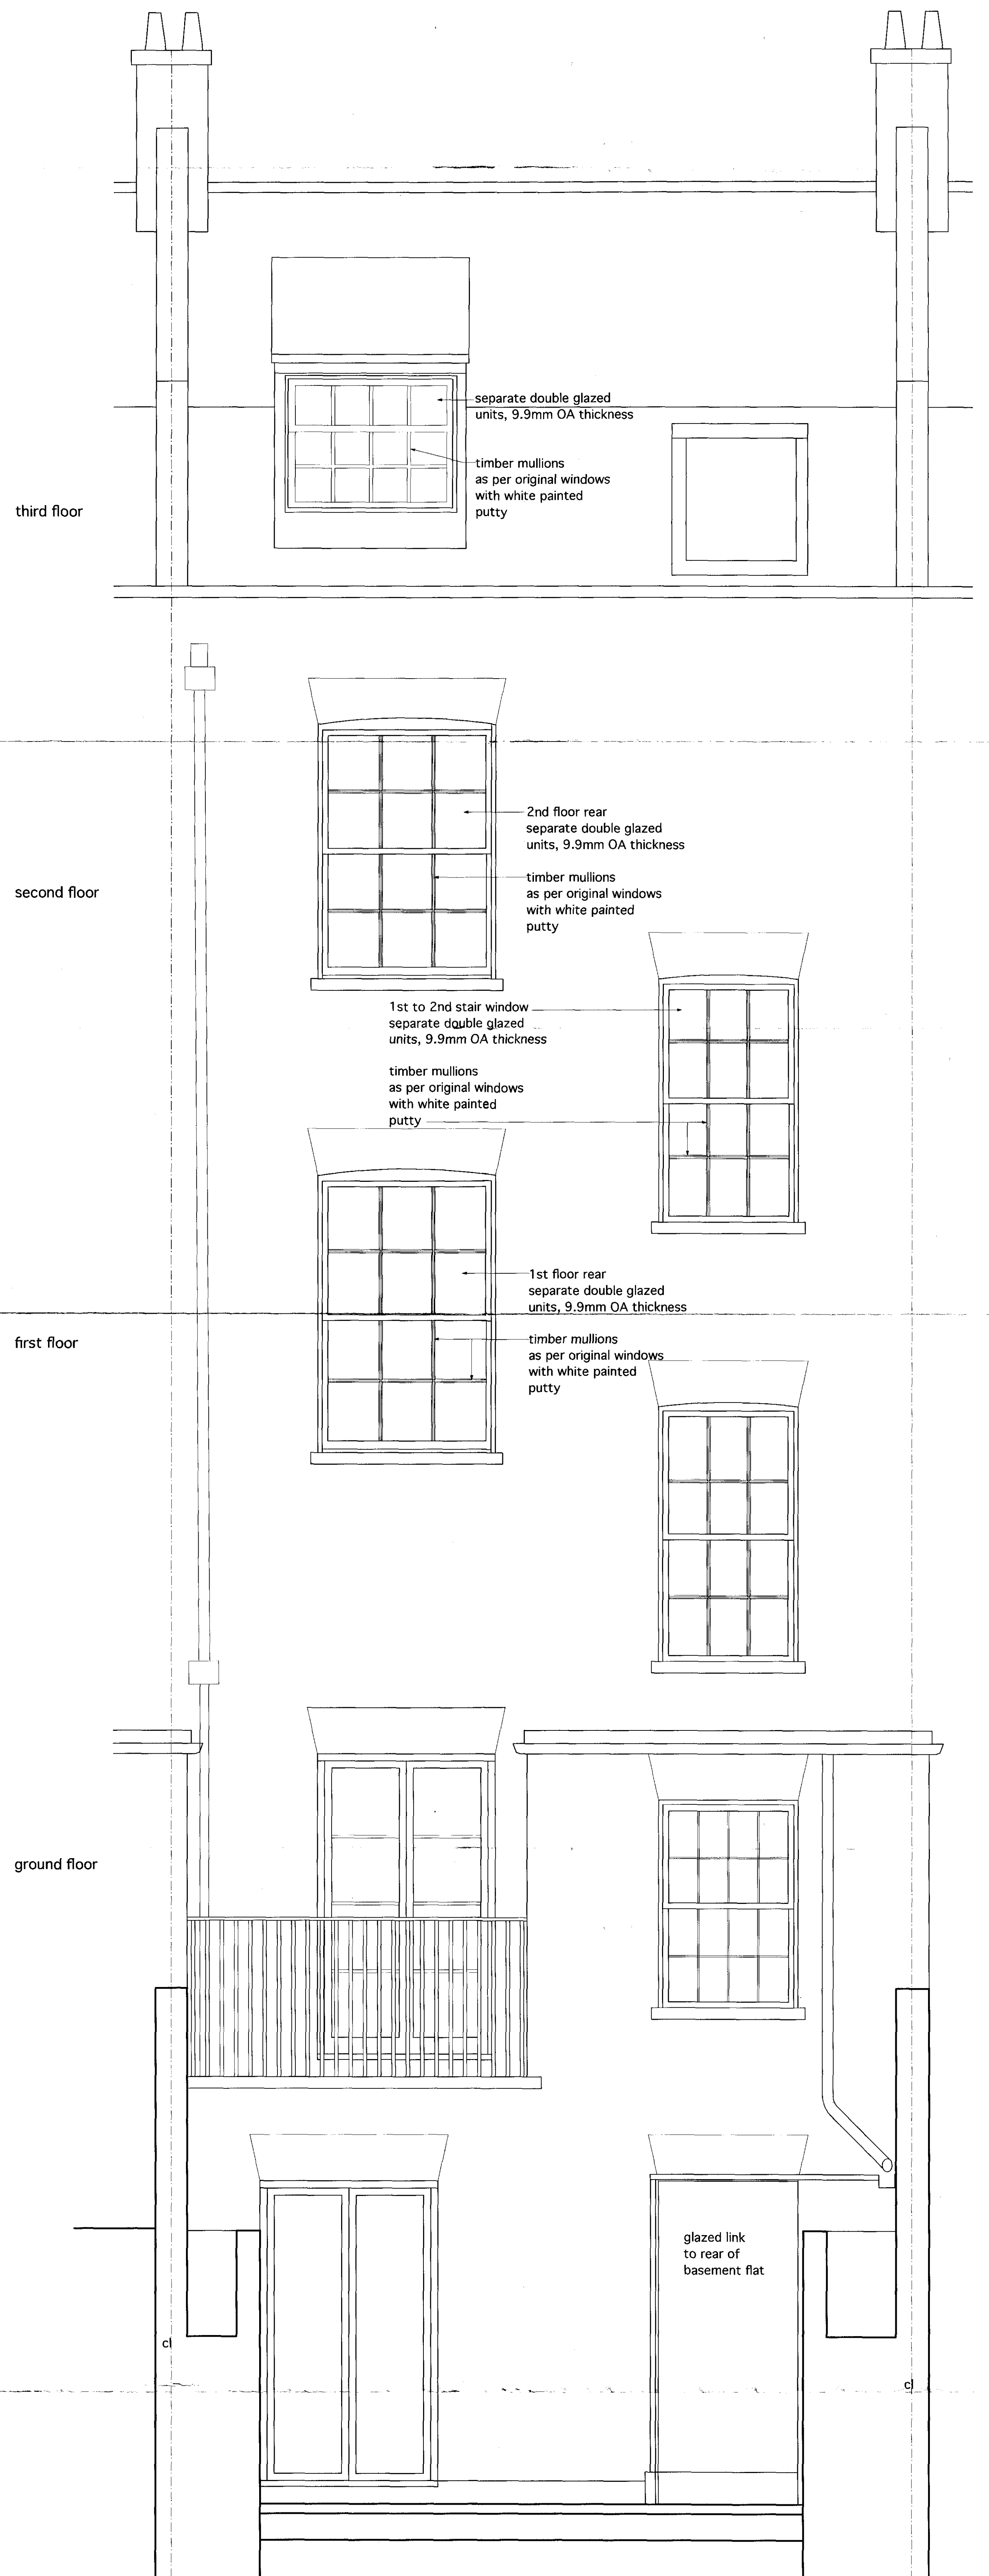 separate double glazed
units, 9.9mm OA thickness
timber mullions
as per original windows
with white painted
putty
third floor
2nd floor rear
separate double glazed
units, 9.9mm OA thickness
timber mullions
as per original windows
with white painted
putty
second floor
1st to 2nd stair window
separate double glazed
units, 9.9mm OA thickness
timber mullions
as per original windows
with white painted
putty
1st floor rear
separate double glazed
units, 9.9mm OA thickness
timber mullions
as per original windows
with white painted
putty
first floor
ground floor
glazed link
to rear of
basement flat
cl
cl